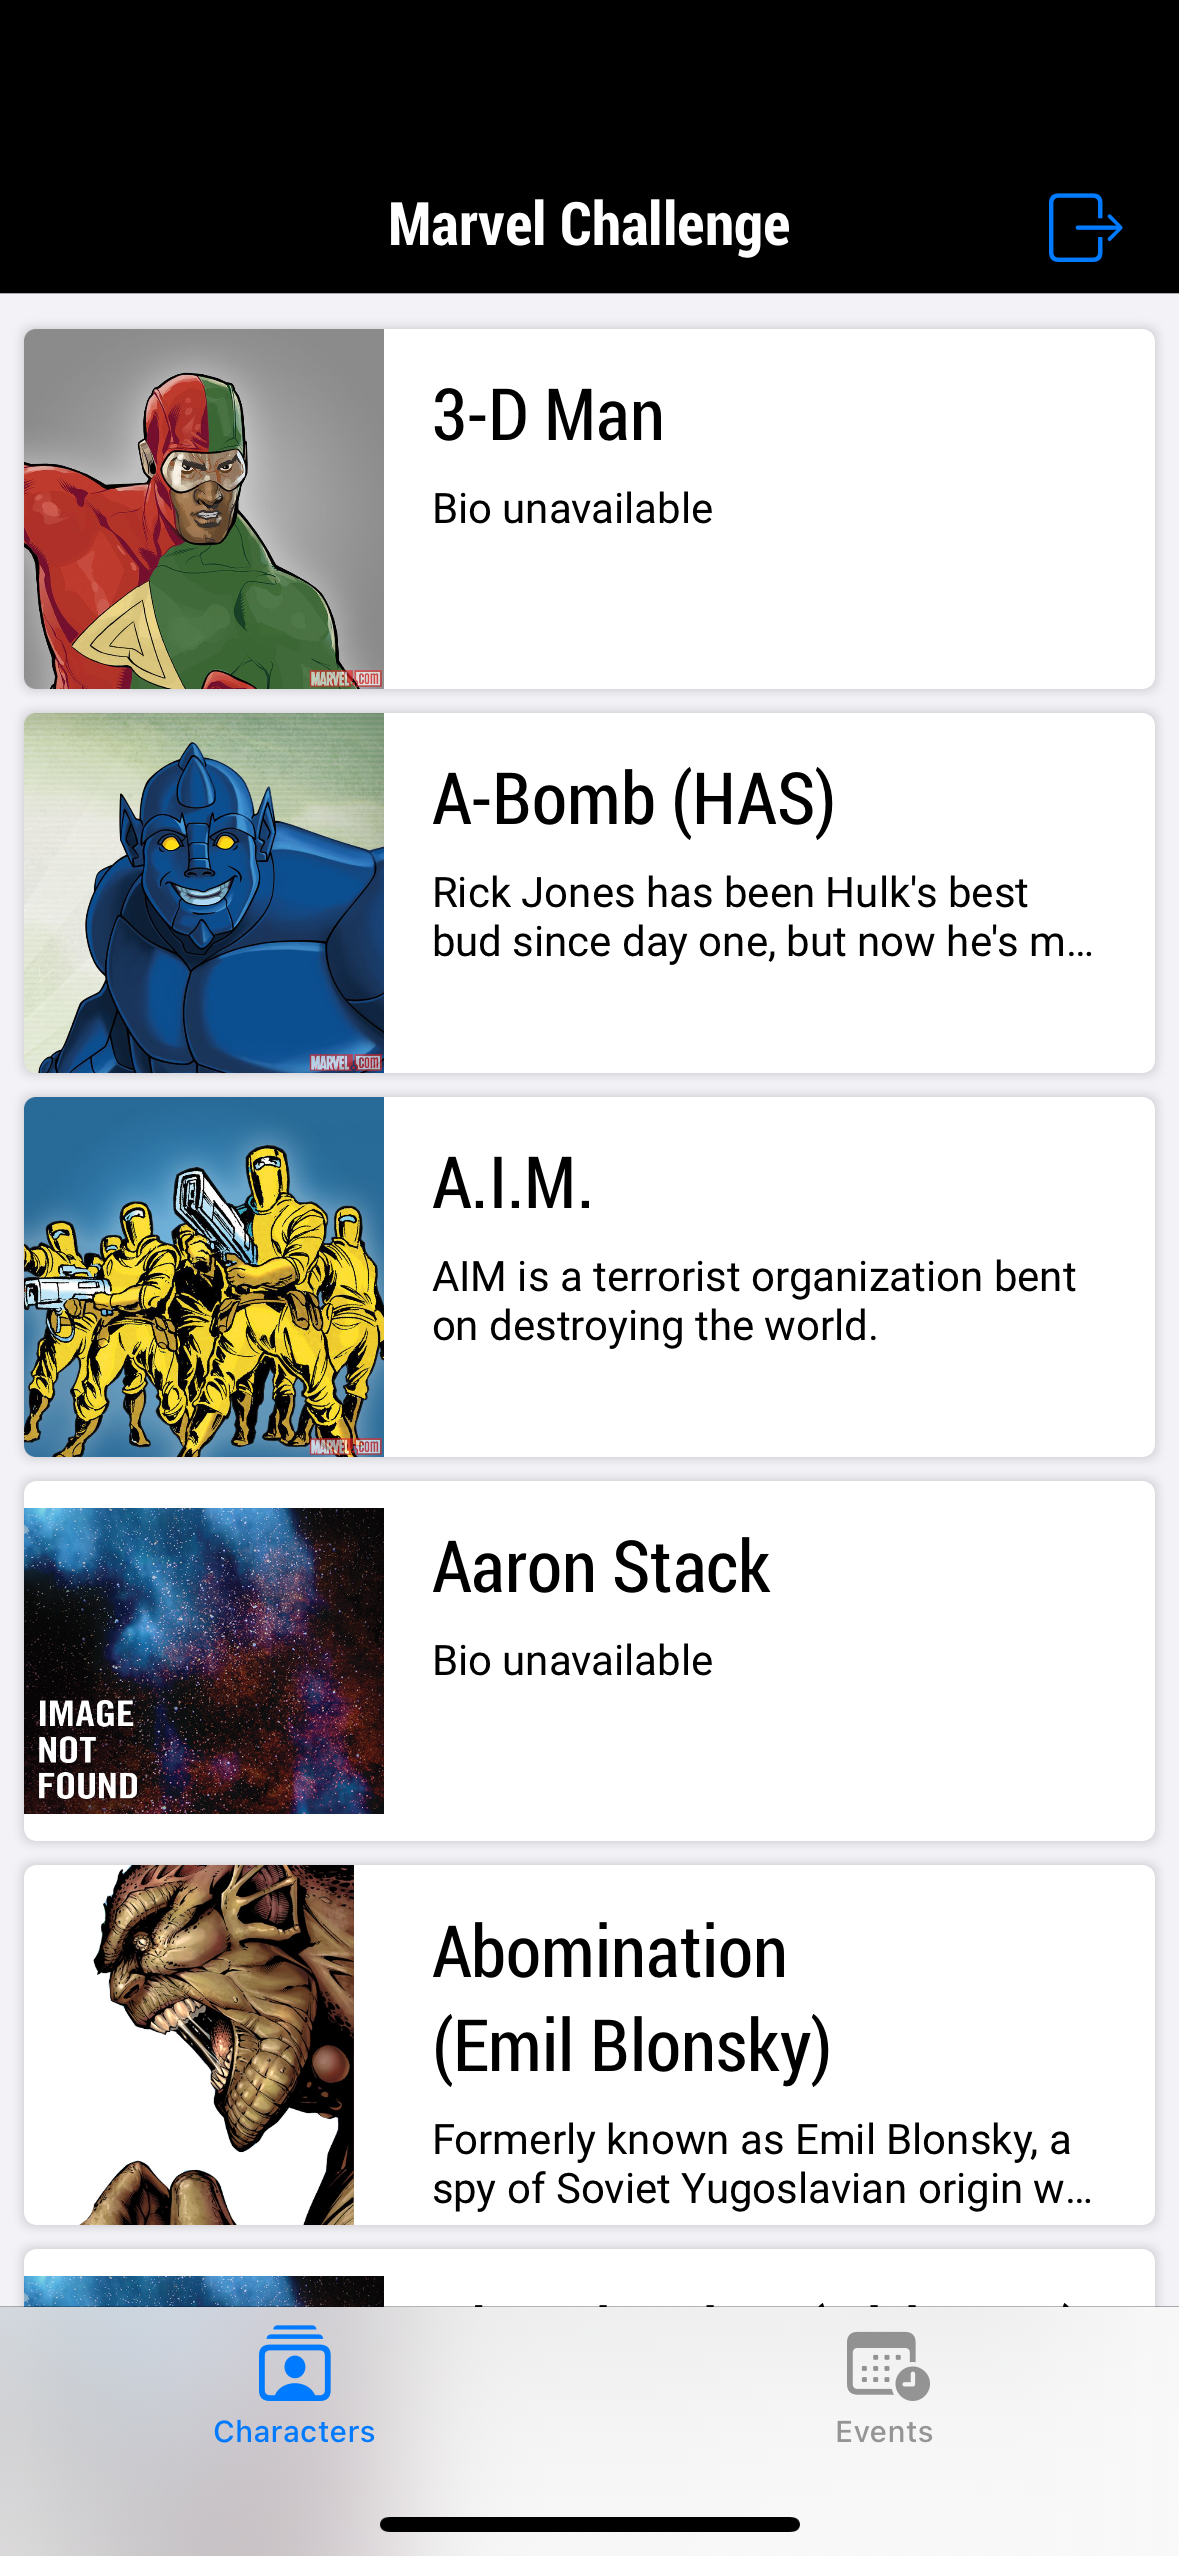 Marvel Challenge
3-D Man
Bio unavailable
MARVEL.COM
A-Bomb (HAS)
Rick Jones has been Hulk's best
bud since day one, but now he's m...
MARVEL.COM
A.I.M.
AIM is a terrorist organization bent
on destroying the world.
MARVEL.COM
Aaron Stack
Bio unavailable
IMAGE
NOT
FOUND
Abomination
(Emil Blonsky)
Formerly known as Emil Blonsky, a
spy of Soviet Yugoslavian origin w...
Characters
Events